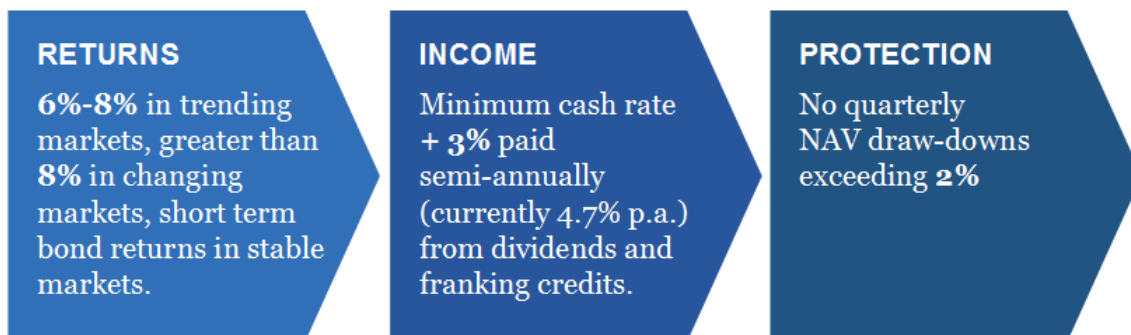 RETURNS
6%-8% in trending
markets, greater than
8% in changing
markets, short term
bond returns in stable
markets.
INCOME
Minimum cash rate
+ 3% paid
semi-annually
(currently 4.7% p.a.)
from dividends and
franking credits.
PROTECTION
No quarterly
NAV draw-downs
exceeding 2%